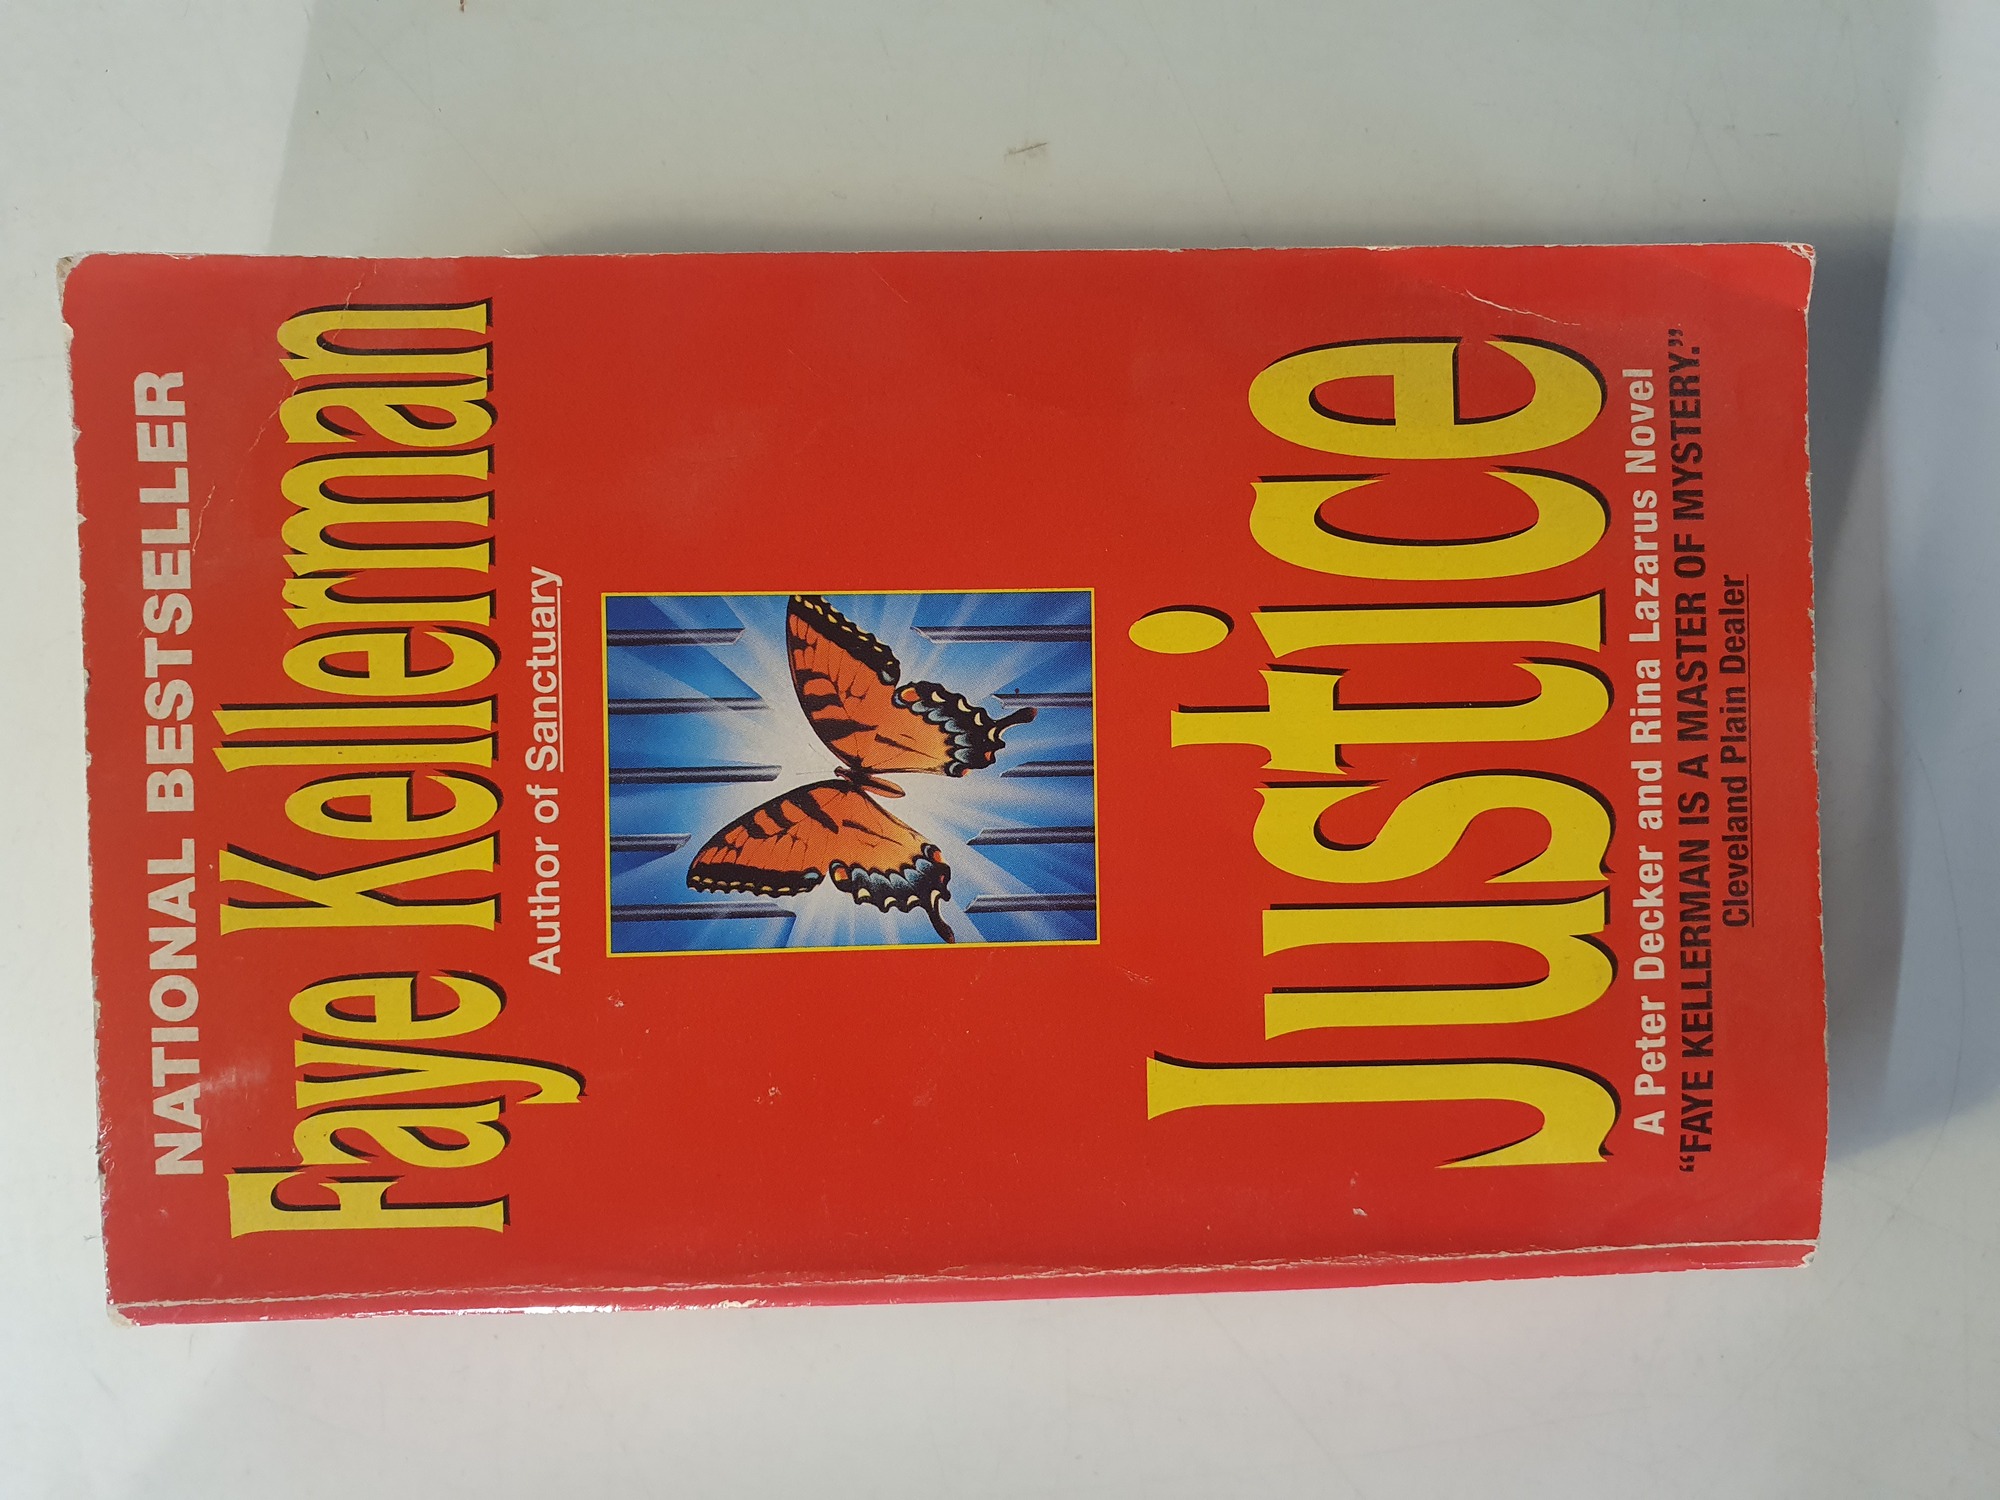 NATIONAL BESTSELLER
Faye Kellerman
Author of Sanctuary
Justice
A Peter Decker and Rina Lazarus Novel
“FAYE KELLERMAN IS A MASTER OF MYSTERY.”
Cleveland Plain Dealer